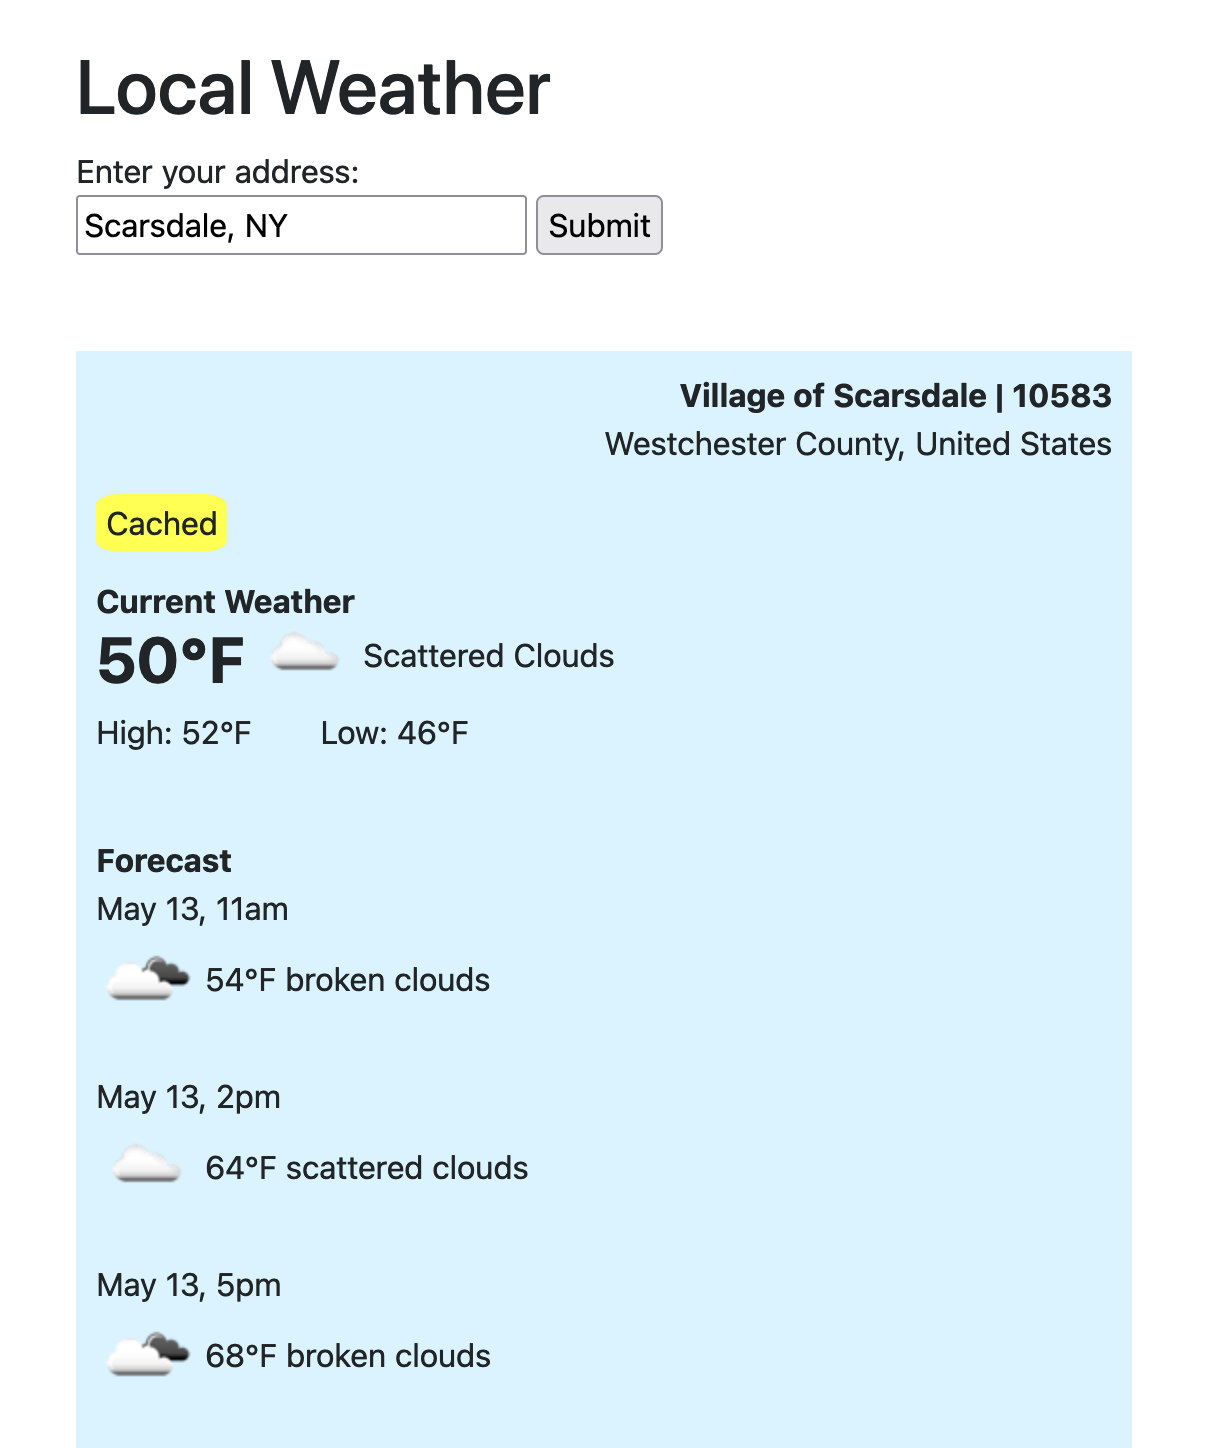 Local Weather
Enter your address:
Scarsdale, NY Submit
Village of Scarsdale | 10583
Westchester County, United States
Cached
Current Weather
50°F Scattered Clouds
High: 52°F Low: 46°F
Forecast
May 13, 11am
54°F broken clouds
May 13, 2pm
64°F scattered clouds
May 13, 5pm
68°F broken clouds